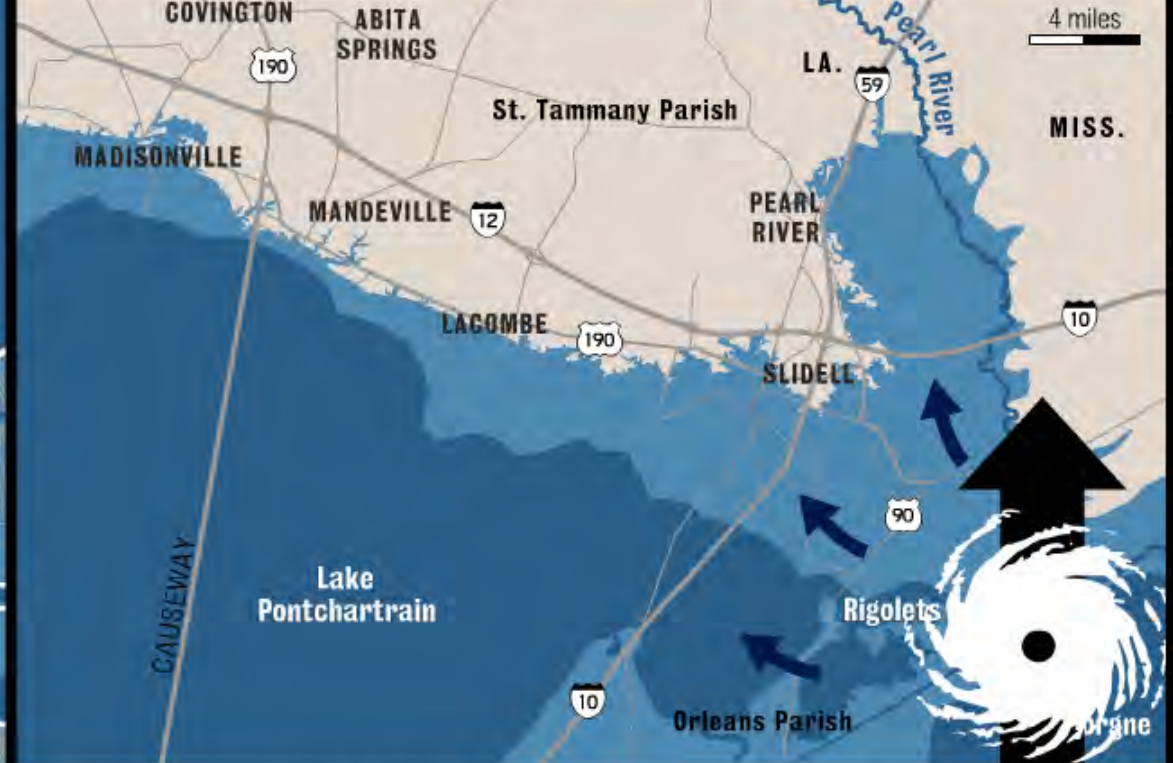 COVINGTON
ABITA
SPRINGS
190
4 miles
Pearl River
LA.
59
St. Tammany Parish
MISS.
MADISONVILLE
MANDEVILLE
12
PEARL
RIVER
LACOMBE
190
10
SLIDELL
90
CAUSEWAY
Lake
Pontchartrain
Rigolets
10
Orleans Parish
orgne